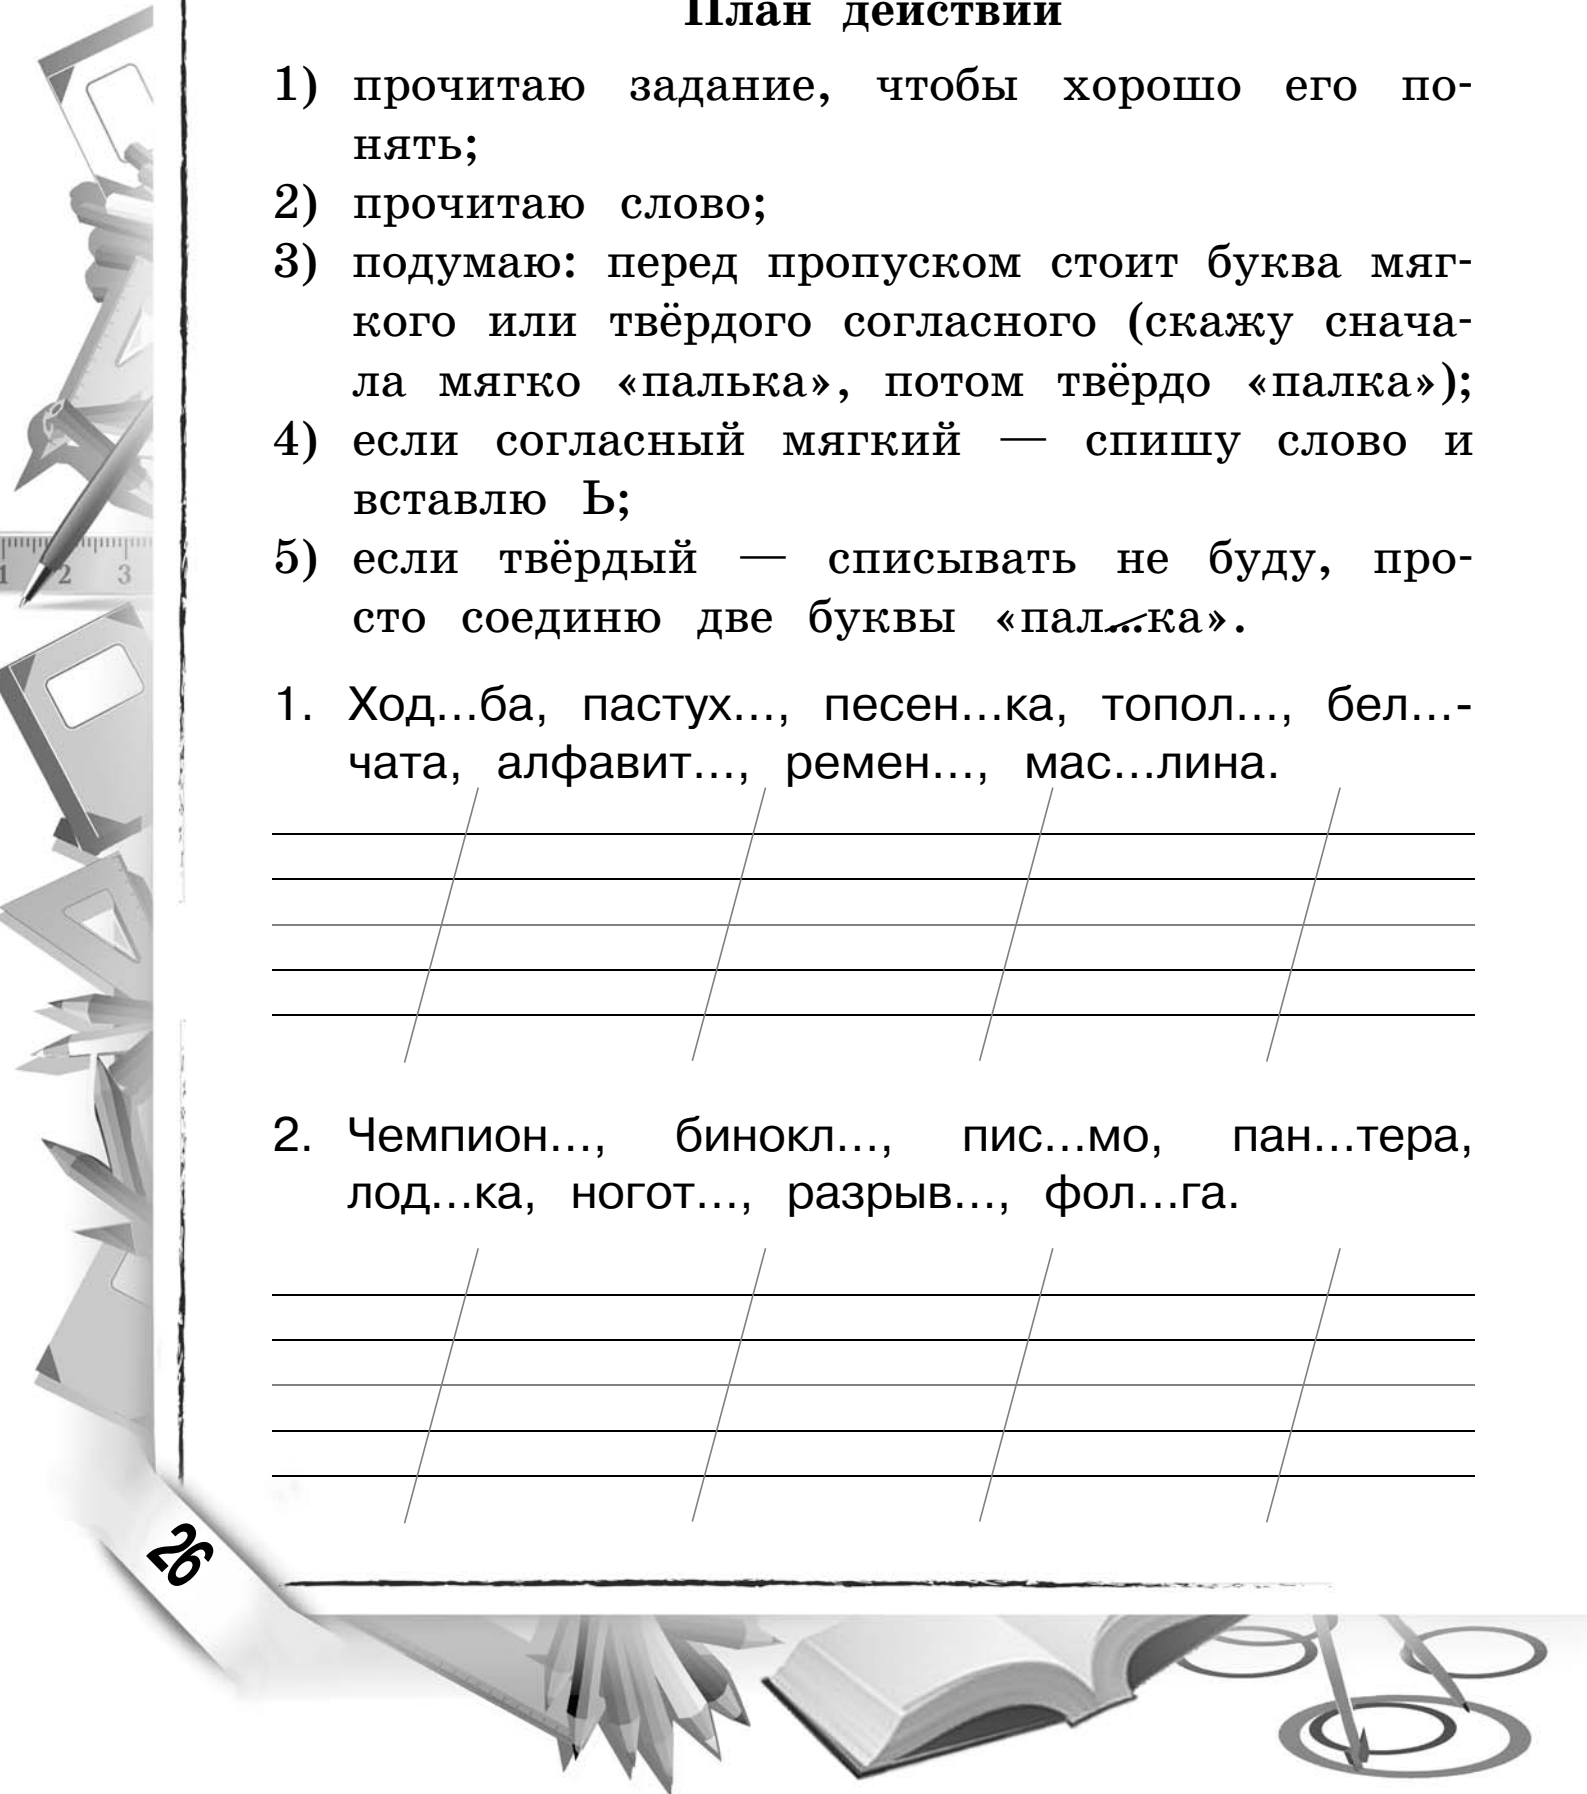 План действий
1) прочитаю задание, чтобы хорошо его по-
нять;
2) прочитаю слово;
3) подумаю: перед пропуском стоит буква мяг-
кого или твёрдого согласного (скажу снача-
ла мягко «палька», потом твёрдо «палка»);
4) если согласный мягкий — спишу слово и
вставлю Ь;
5) если твёрдый — списывать не буду, про-
сто соединю две буквы «пал...ка».
1. Ход...ба, пастух..., песен...ка, топол..., бел...-
чата, алфавит..., ремен..., мас...лина.
2. Чемпион..., бинокл..., пис...мо, пан...тера,
лод...ка, ногот..., разрыв..., фол...га.
1 2 3
26